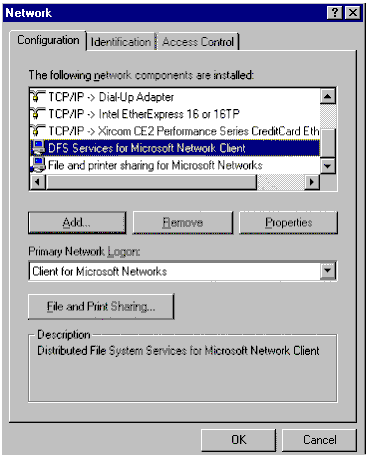 Network
Configuration Identification Access Control
The following network components are installed:
TCP/IP -> Dial-Up Adapter
TCP/IP -> Intel EtherExpress 16 or 16TP
TCP/IP -> Xircom CE2 Performance Series CreditCard Eth
DFS Services for Microsoft Network Client
File and printer sharing for Microsoft Networks
Add... Remove Properties
Primary Network Logon:
Client for Microsoft Networks
File and Print Sharing...
Description
Distributed File System Services for Microsoft Network Client
OK Cancel